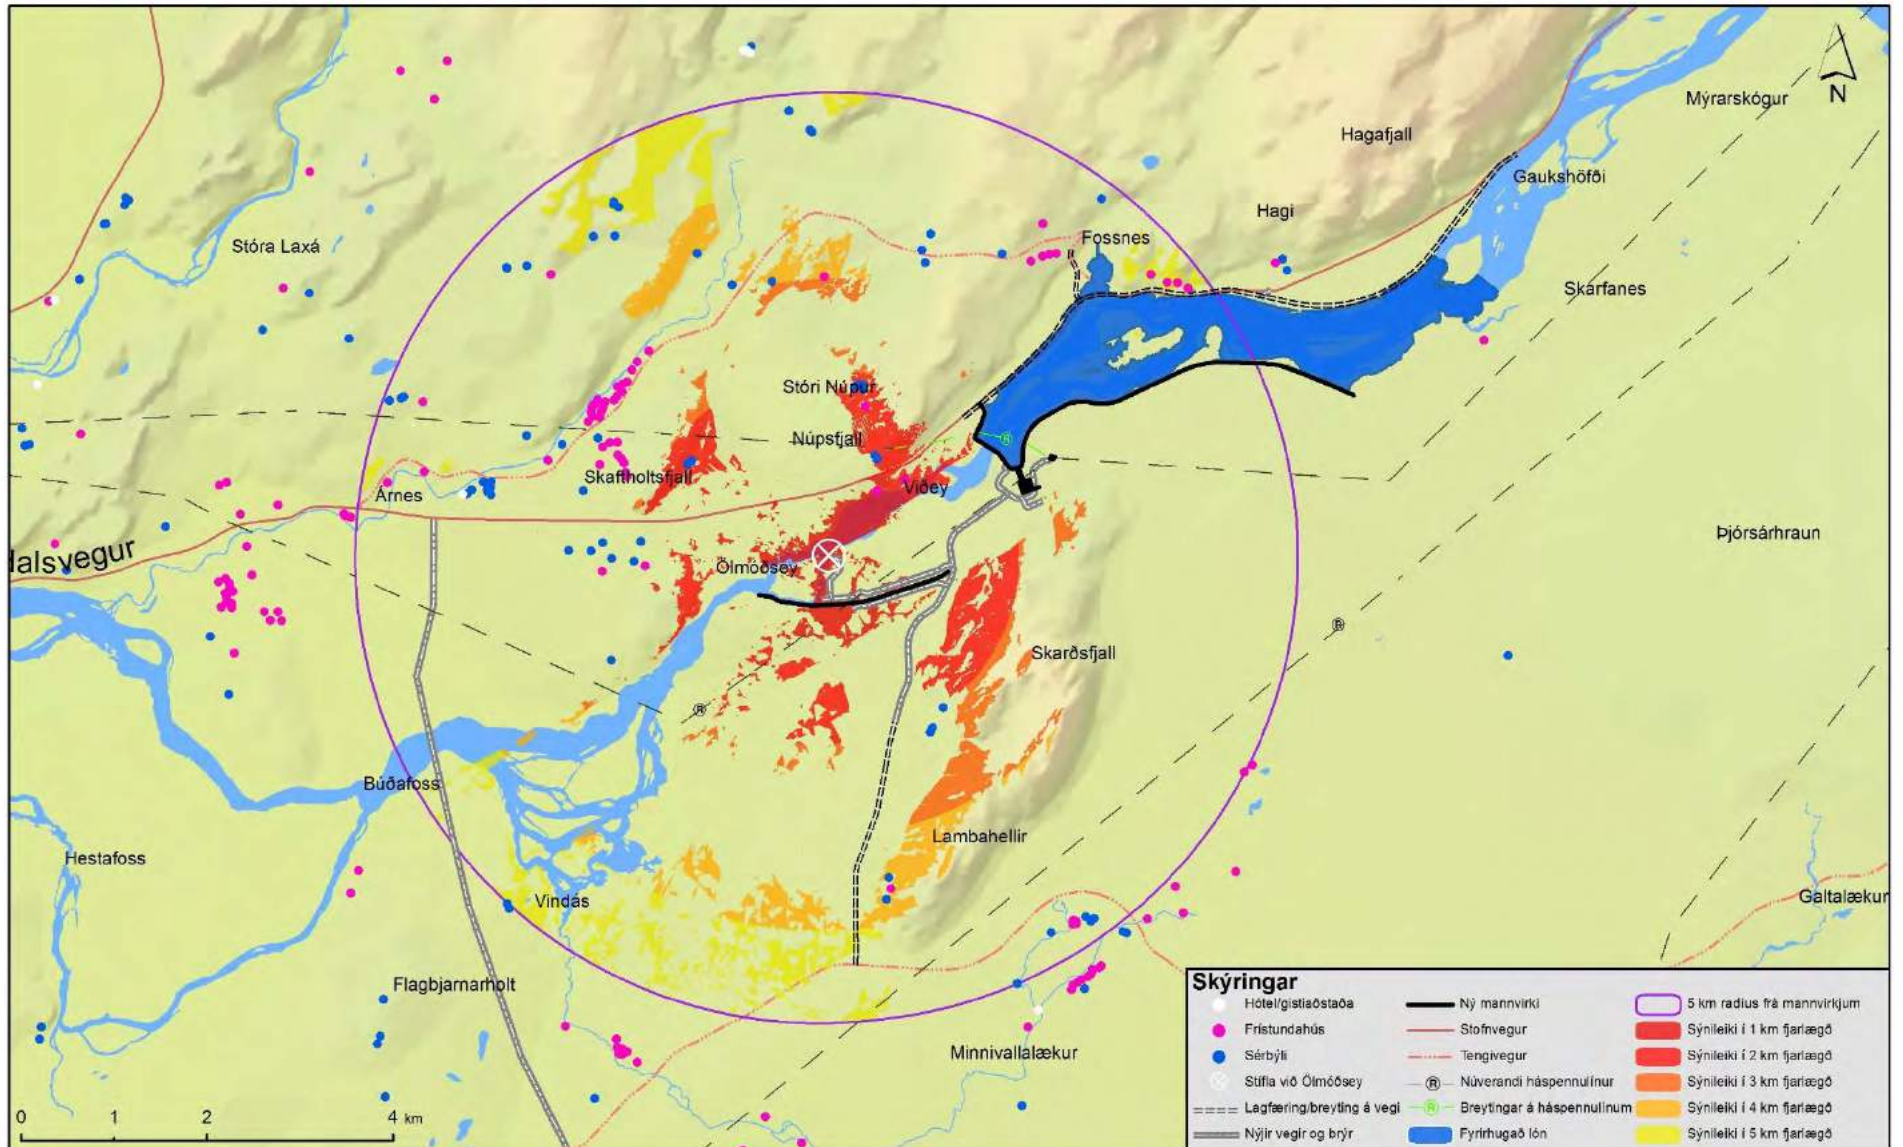 N
Mýrarskógur
Hagafjall
Gaukshöfði
Hagi
Stóra Laxá
Fossnes
Skarfanes
Stóri Núpur
Núpsfjall
Skaftholtsfjall
Árnes
Viðey
Þjórsárhraun
dalsvegur
Ölmóðsey
Skarðsfjall
Búðafoss
Lambahellir
Hestafoss
Vindás
Galtalækur
Flagbjarnarholt
Minnivallalækur
0 1 2 4 km
Skýringar
Hótel/gistiaðstaða
Frístundahús
Sérbýli
Stífla við Ölmóðsey
Lagfæring/breyting á vegi
Nýjir vegir og brýr
Ný mannvirki
Stofnvegur
Tengivegur
Núverandi háspennulínur
Breytingar á háspennulínum
Fyrirhugað lón
5 km radíus frá mannvirkjum
Sýnileiki í 1 km fjarlægð
Sýnileiki í 2 km fjarlægð
Sýnileiki í 3 km fjarlægð
Sýnileiki í 4 km fjarlægð
Sýnileiki í 5 km fjarlægð